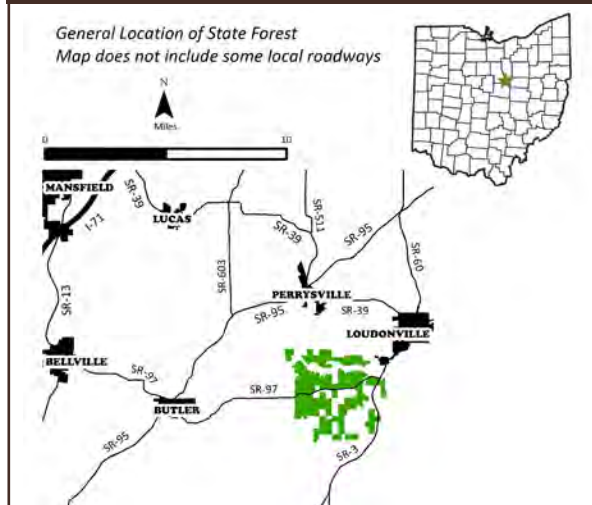 General Location of State Forest
Map does not include some local roadways
N
Miles
0
10
MANSFIELD
SR-39
LUCAS
I-71
SR-603
SR-511
SR-39
SR-95
SR-60
SR-13
PERRYSVILLE
SR-95
SR-39
LOUDONVILLE
BELLVILLE
SR-97
SR-97
BUTLER
SR-95
SR-3